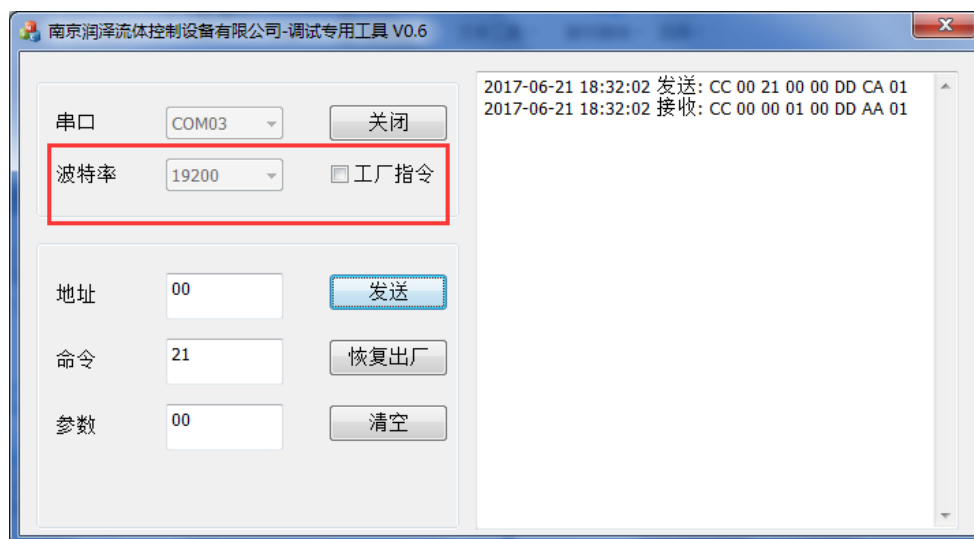 南京润泽流体控制设备有限公司-调试专用工具 V0.6
串口 COM03 关闭
波特率 19200 工厂指令
地址 00 发送
命令 21 恢复出厂
参数 00 清空
2017-06-21 18:32:02 发送: CC 00 21 00 00 DD CA 01
2017-06-21 18:32:02 接收: CC 00 00 01 00 DD AA 01